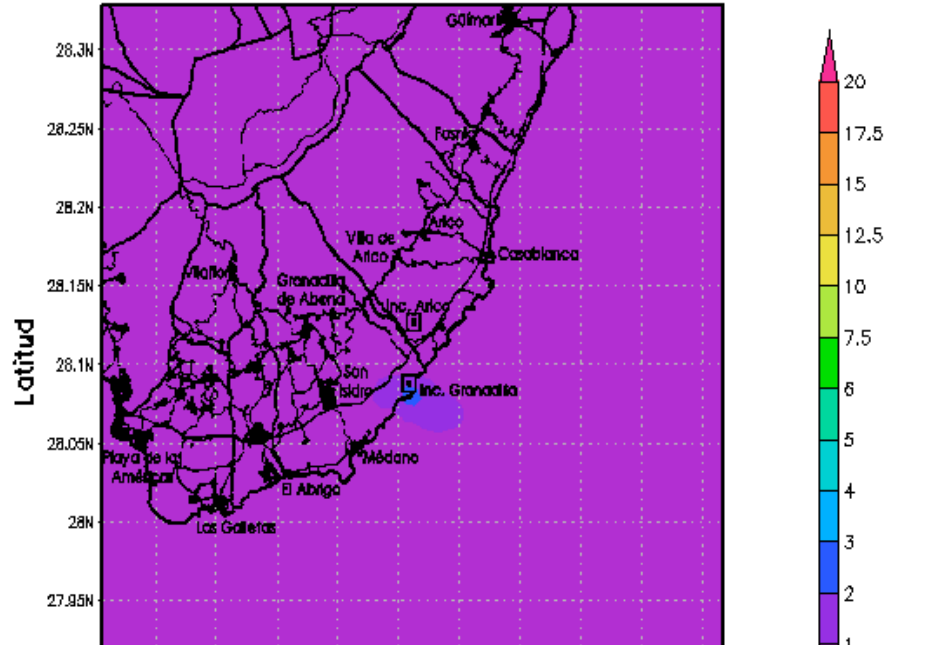 Güimar
28.3N
28.25N
Fasnia
28.2N
Arico
Villa de
Arico
Casablanca
Vilaflor
28.15N
Granadilla
de Abona
Inc. Arico
28.1N
San
Isidro
Inc. Granadilla
28.05N
Playa de las
Américas
Médano
El Abrigo
28N
Las Galletas
27.95N
Latitud
20
17.5
15
12.5
10
7.5
6
5
4
3
2
1